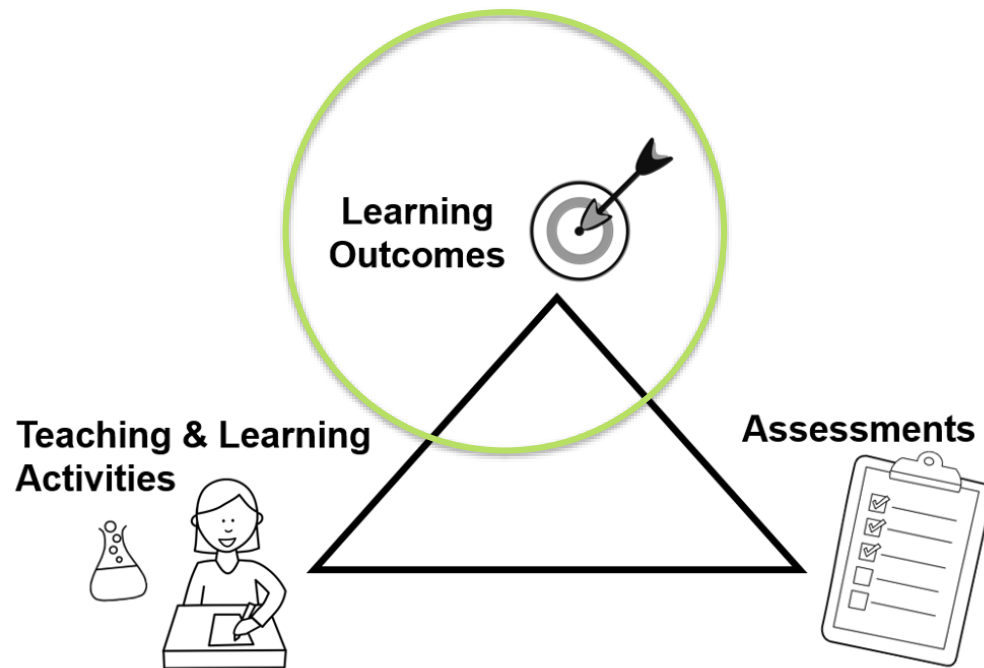 Learning
Outcomes
Teaching & Learning
Activities
Assessments